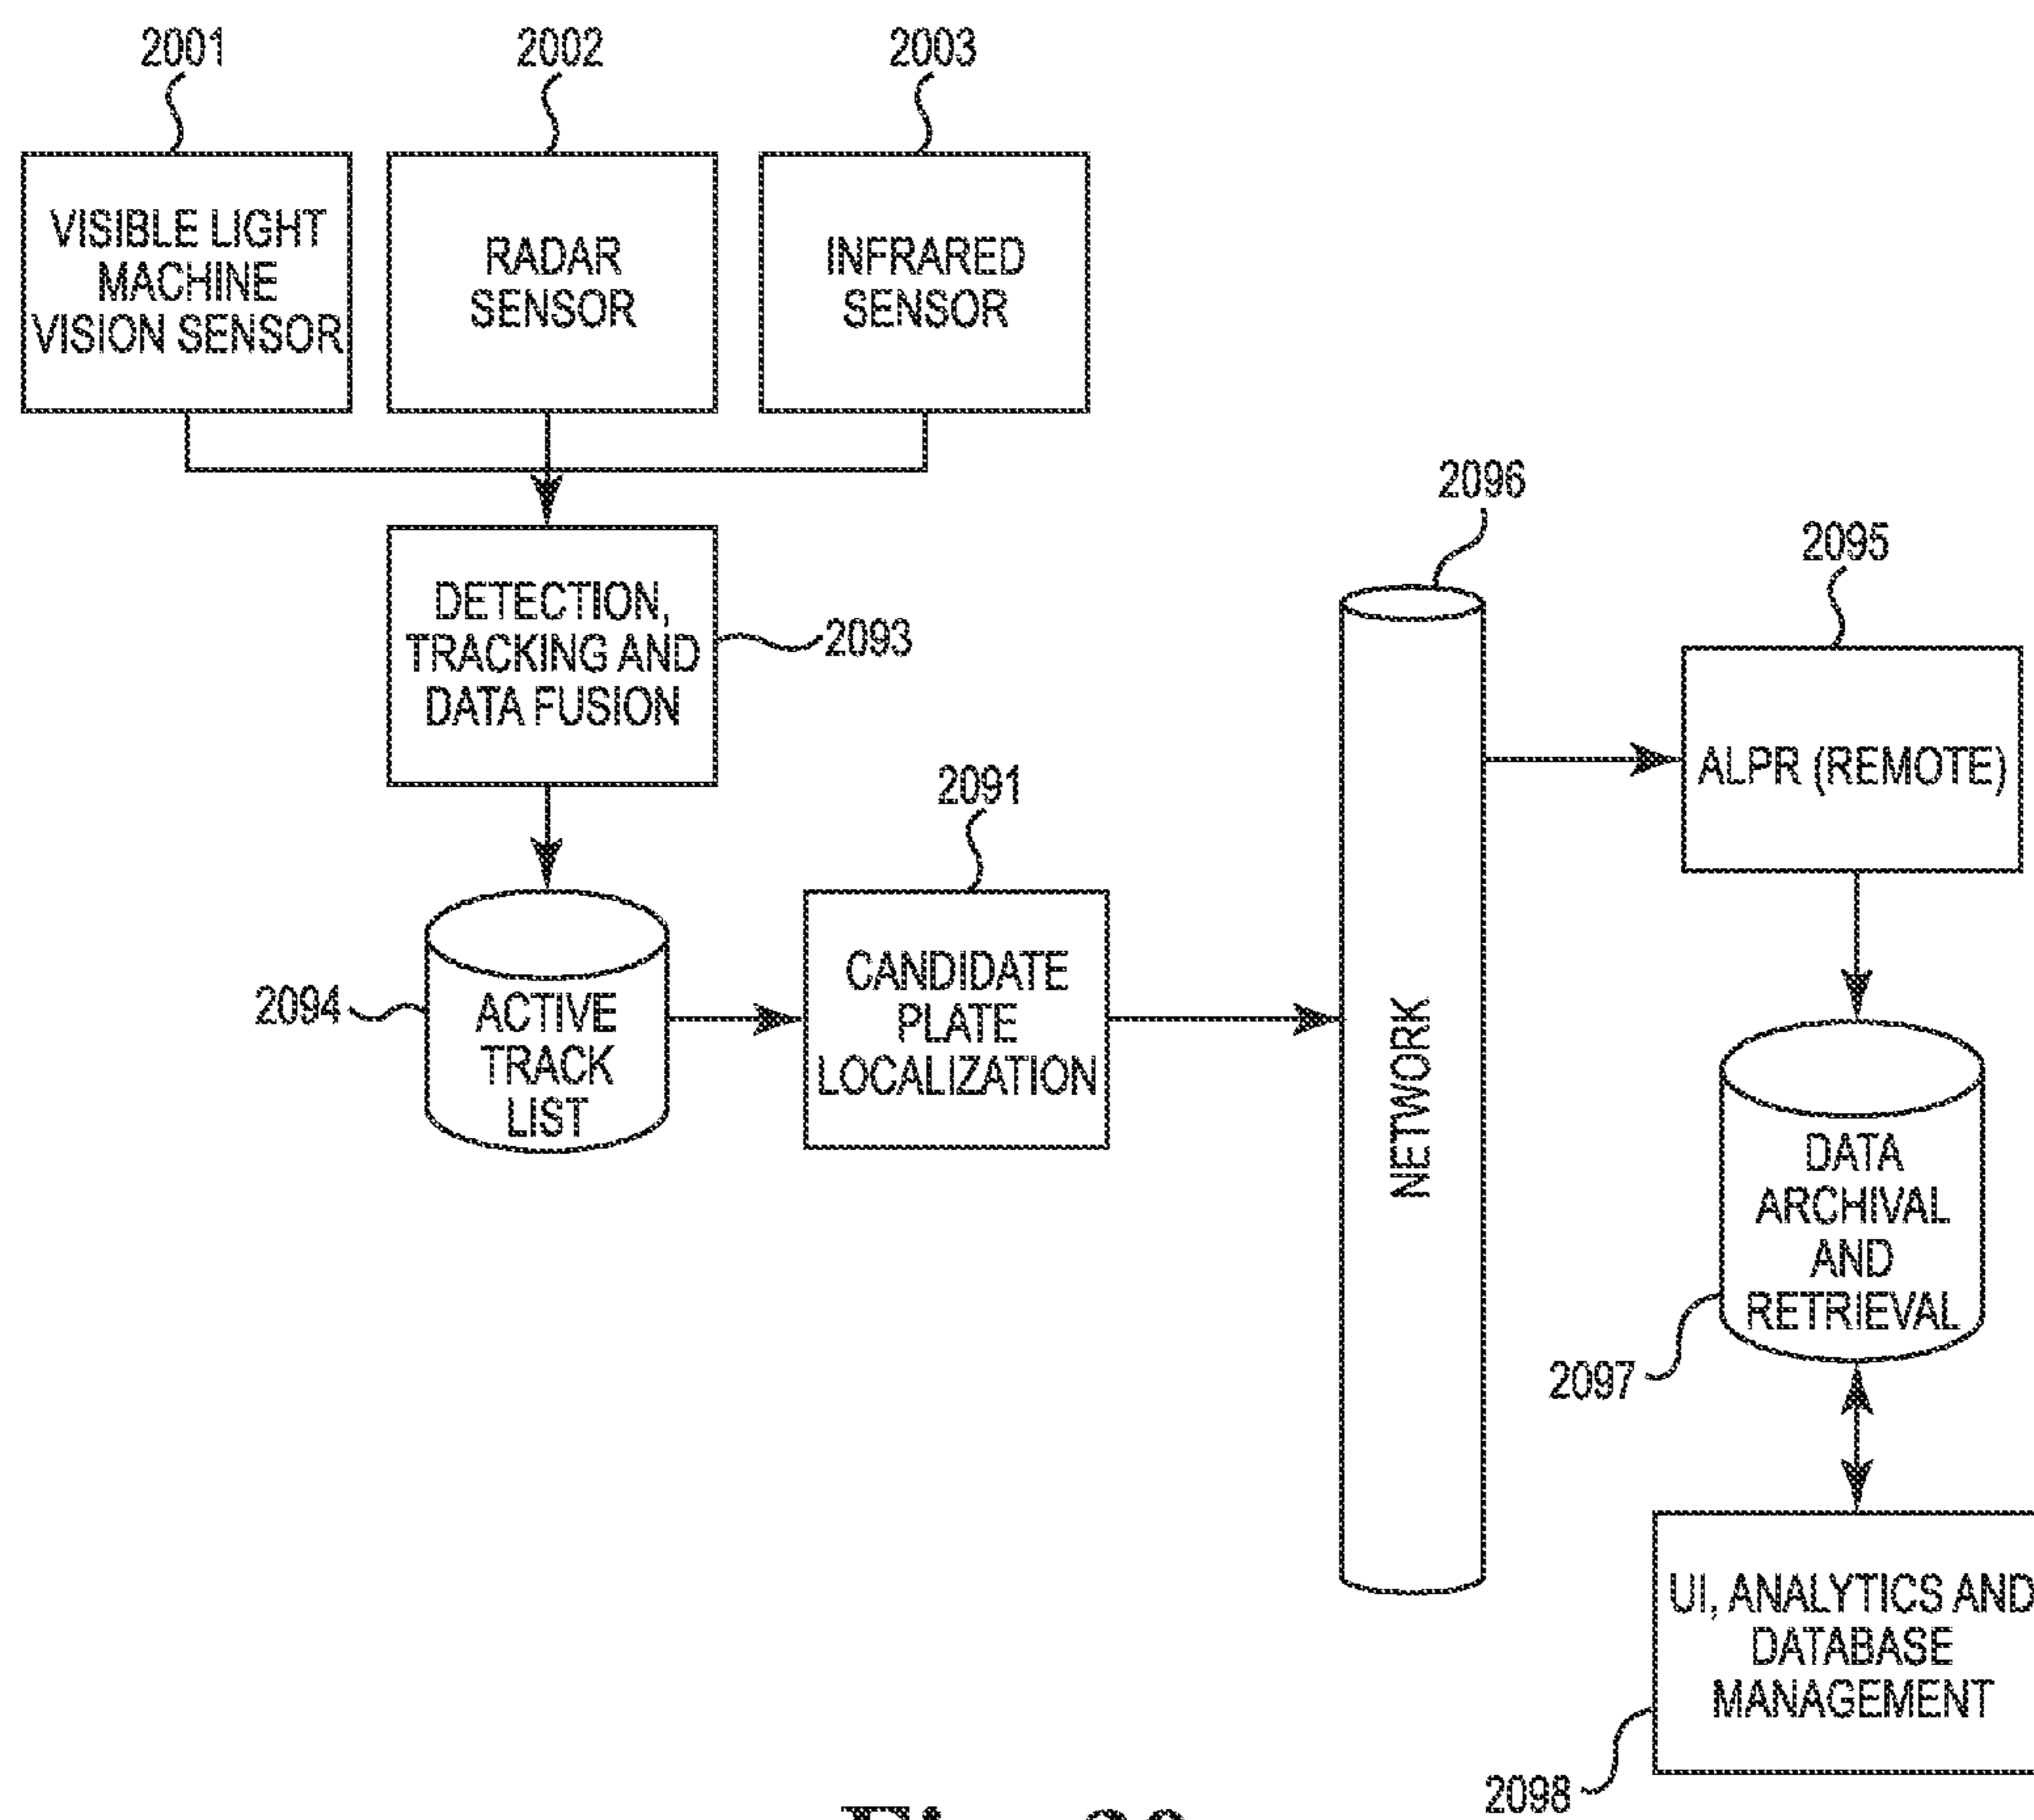 2001
2002
2003
VISIBLE LIGHT
MACHINE
VISION SENSOR
RADAR
SENSOR
INFRARED
SENSOR
DETECTION,
TRACKING AND
DATA FUSION
2093
2094
ACTIVE
TRACK
LIST
2091
CANDIDATE
PLATE
LOCALIZATION
2096
NETWORK
2095
ALPR (REMOTE)
DATA
ARCHIVAL
AND
RETRIEVAL
2097
UI, ANALYTICS AND
DATABASE
MANAGEMENT
2098